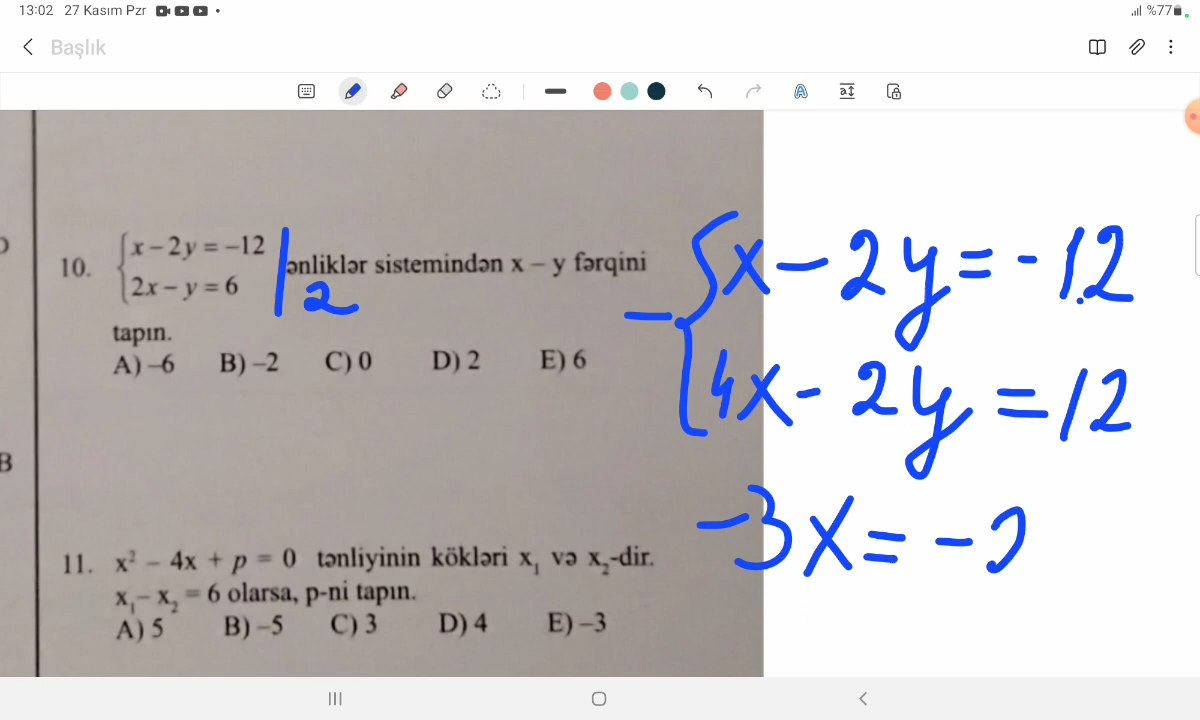 13:02 27 Kasım Pzr
%77
Başlık
10. x – 2y = –12
2x – y = 6
ənliklər sistemindən x – y fərqini
2
tapın.
A) –6 B) –2 C) 0 D) 2 E) 6
x – 2y = -12
4x - 2y = 12
-3x = -2
B
11. x² – 4x + p = 0 tənliyinin kökləri x₁ və x₂-dir.
x₁– x₂ = 6 olarsa, p-ni tapın.
A) 5 B) –5 C) 3 D) 4 E) –3